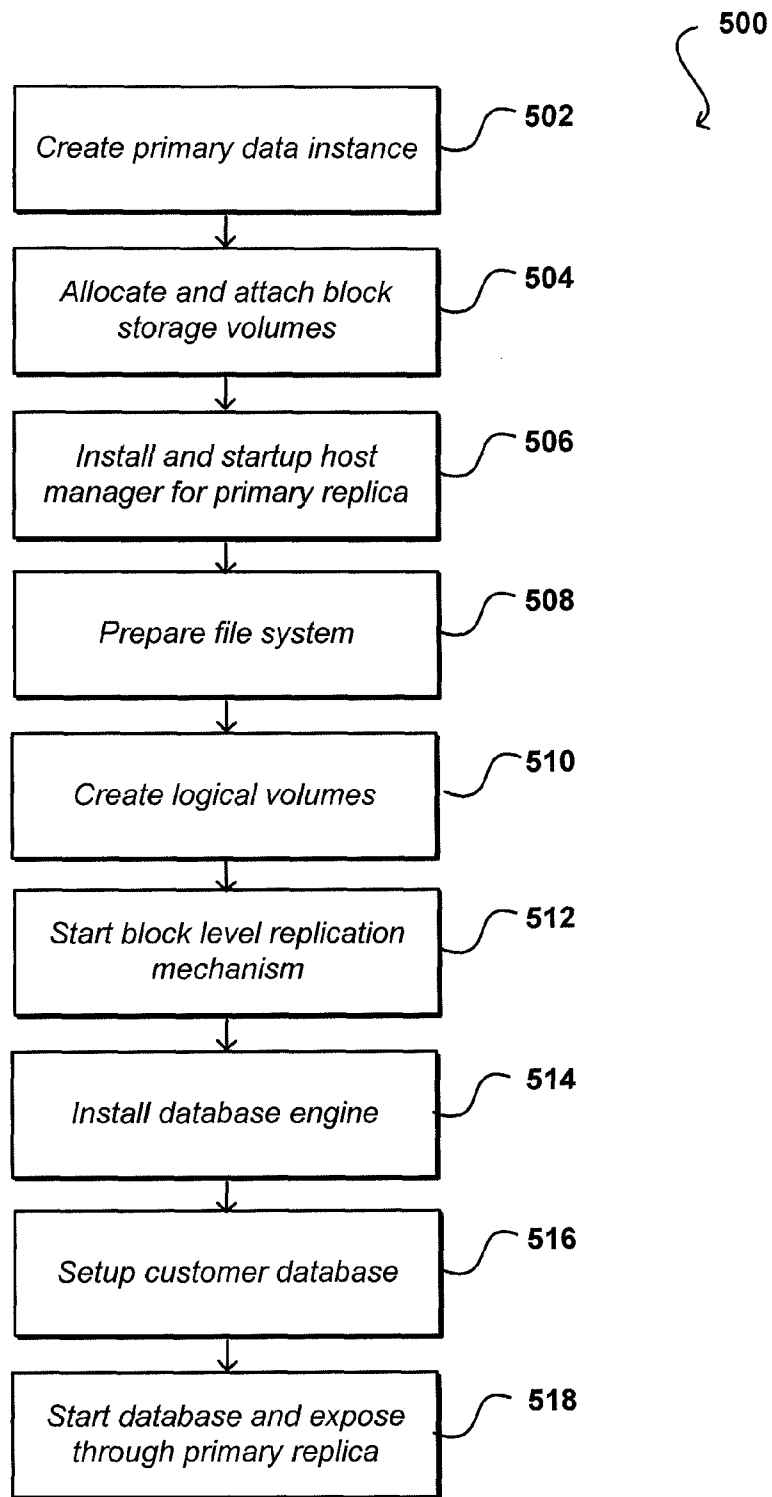 500
Create primary data instance
502
Allocate and attach block
storage volumes
504
Install and startup host
manager for primary replica
506
Prepare file system
508
Create logical volumes
510
Start block level replication
mechanism
512
Install database engine
514
Setup customer database
516
Start database and expose
through primary replica
518